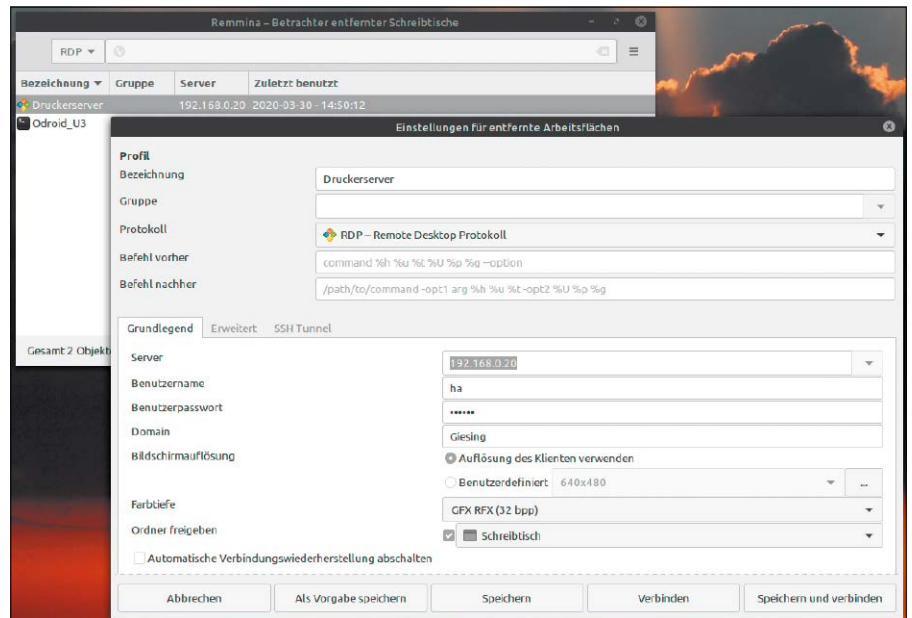 Remmina – Betrachter entfernter Schreibtische
RDP
Bezeichnung Gruppe Server Zuletzt benutzt
Druckerserver 192.168.0.20 2020-03-30 - 14:50:12
Odroid_U3
Gesamt 2 Objekt
Einstellungen für entfernte Arbeitsflächen
Profil
Bezeichnung Druckerserver
Gruppe
Protokoll RDP – Remote Desktop Protokoll
Befehl vorher command %h %u %t %U %p %g --option
Befehl nachher /path/to/command -opt1 arg %h %u %t -opt2 %U %p %g
Grundlegend Erweitert SSH Tunnel
Server 192.168.0.20
Benutzername ha
Benutzerpasswort ••••••
Domain Giesing
Bildschirmauflösung Auflösung des Klienten verwenden
Benutzerdefiniert 640x480 ...
Farbtiefe GFX RFX (32 bpp)
Ordner freigeben Schreibtisch
Automatische Verbindungswiederherstellung abschalten
Abbrechen Als Vorgabe speichern Speichern Verbinden Speichern und verbinden